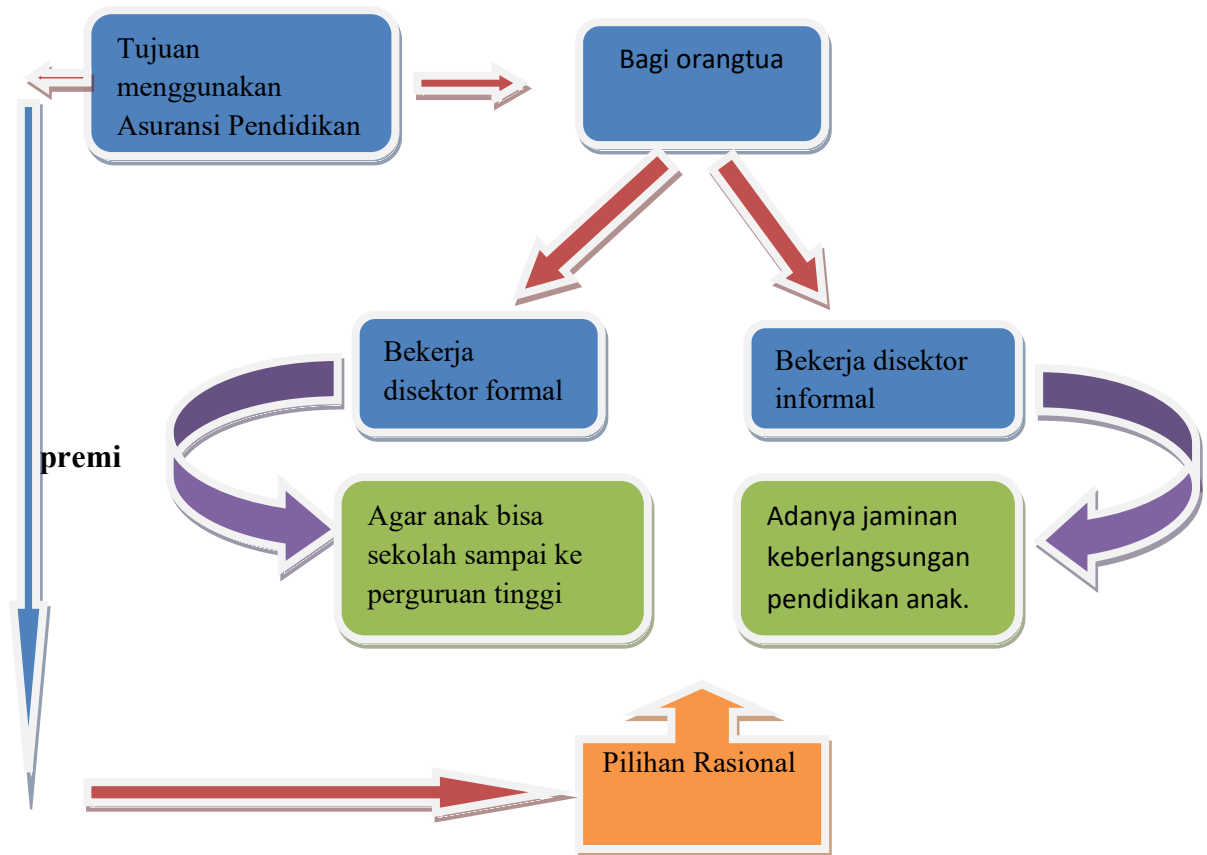 Tujuan
menggunakan
Asuransi Pendidikan
Bagi orangtua
Bekerja
disektor formal
Bekerja disektor
informal
premi
Agar anak bisa
sekolah sampai ke
perguruan tinggi
Adanya jaminan
keberlangsungan
pendidikan anak.
Pilihan Rasional